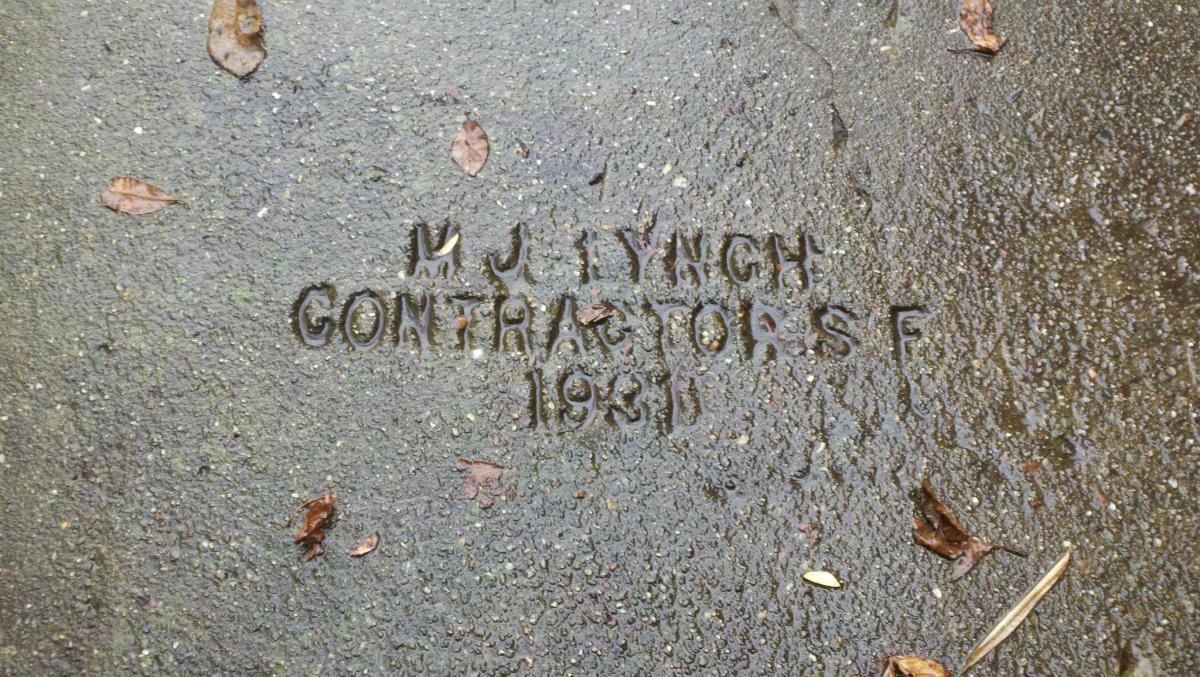 M J LYNCH
CONTRACTORS F
1931